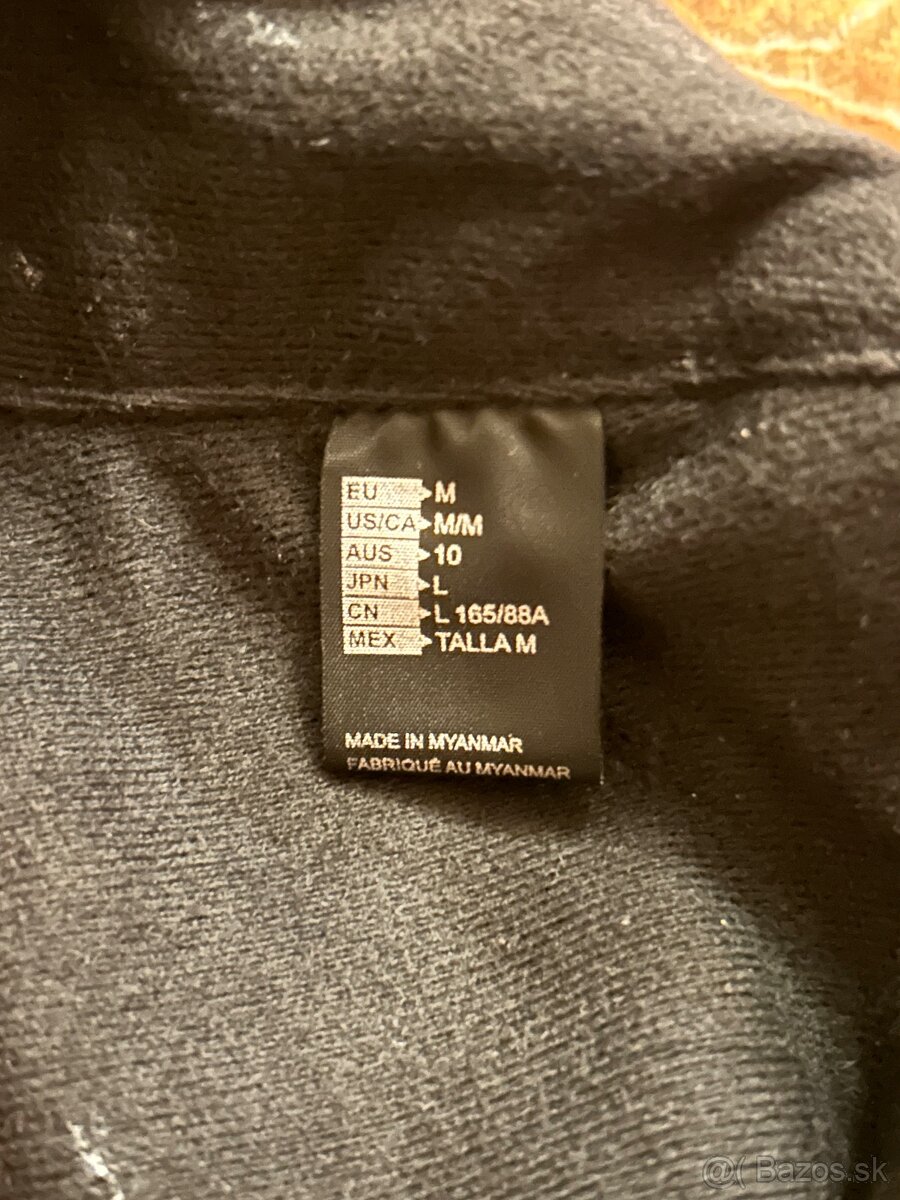 EU M
US/CA M/M
AUS 10
JPN L
CN L 165/88A
MEX TALLA M
MADE IN MYANMAR
FABRIQUÉ AU MYANMAR
@( Bazos.sk